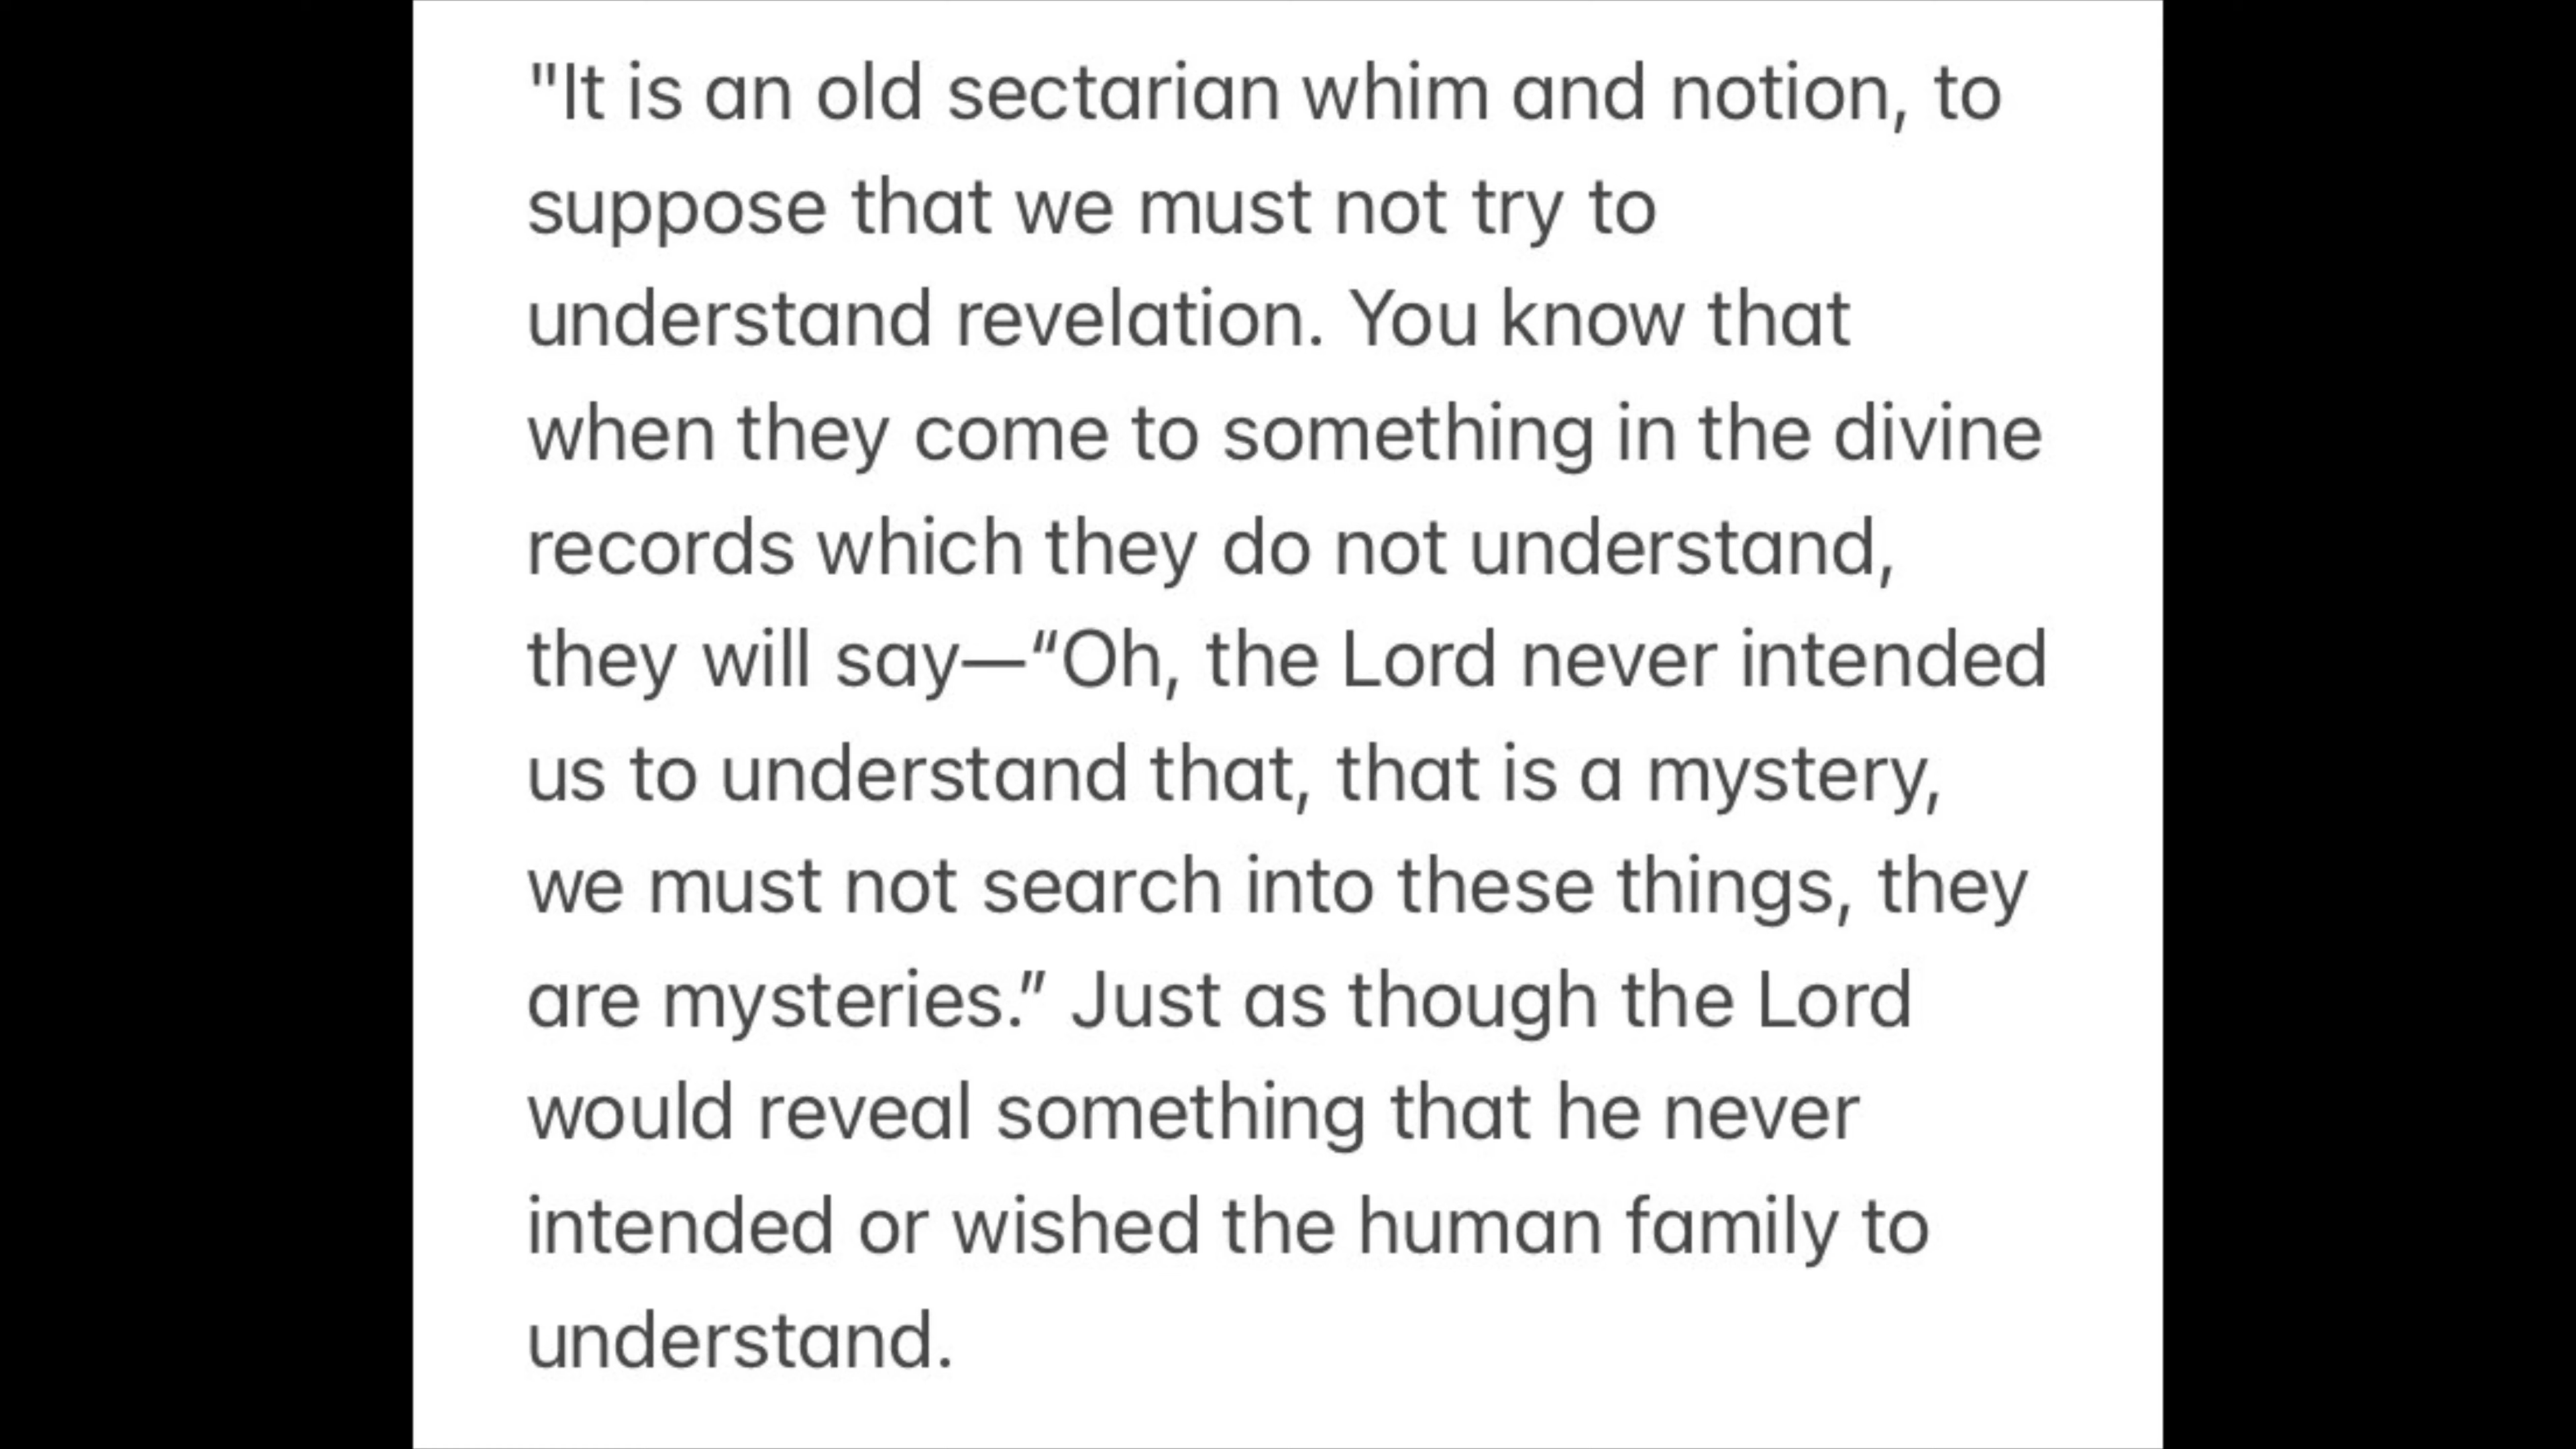 "It is an old sectarian whim and notion, to
suppose that we must not try to
understand revelation. You know that
when they come to something in the divine
records which they do not understand,
they will say—“Oh, the Lord never intended
us to understand that, that is a mystery,
we must not search into these things, they
are mysteries.” Just as though the Lord
would reveal something that he never
intended or wished the human family to
understand.